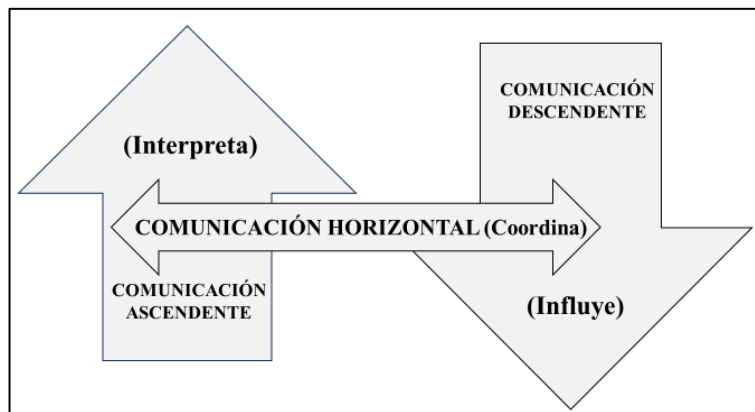 COMUNICACIÓN
DESCENDENTE
(Interpreta)
COMUNICACIÓN HORIZONTAL (Coordina)
COMUNICACIÓN
ASCENDENTE
(Influye)